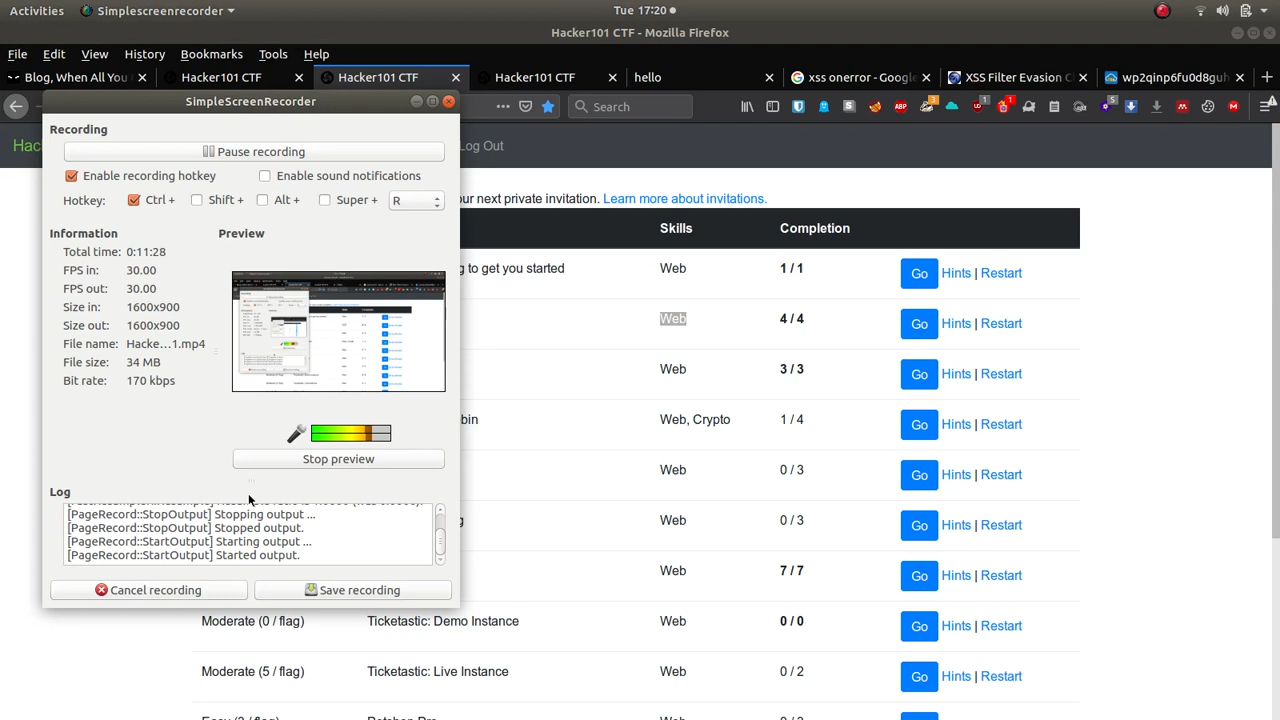 Activities Simplescreenrecorder Tue 17:20
Hacker101 CTF - Mozilla Firefox
File Edit View History Bookmarks Tools Help
Blog, When All You Hacker101 CTF Hacker101 CTF Hacker101 CTF hello xss onerror - Google XSS Filter Evasion C wp2qinp6fu0d8guh
SimpleScreenRecorder
Search
Recording
Pause recording
Enable recording hotkey Enable sound notifications
Hotkey: Ctrl + Shift + Alt + Super + R
Information
Total time: 0:11:28
FPS in: 30.00
FPS out: 30.00
Size in: 1600x900
Size out: 1600x900
File name: Hacke...1.mp4
File size: 34 MB
Bit rate: 170 kbps
Preview
Stop preview
Log
[PageRecord::StopOutput] Stopping output ...
[PageRecord::StopOutput] Stopped output.
[PageRecord::StartOutput] Starting output ...
[PageRecord::StartOutput] Started output.
Cancel recording Save recording
Hac
Log Out
our next private invitation. Learn more about invitations.
Skills Completion
g to get you started Web 1 / 1 Go Hints | Restart
Web 4 / 4 Go Hints | Restart
Web 3 / 3 Go Hints | Restart
bin Web, Crypto 1 / 4 Go Hints | Restart
Web 0 / 3 Go Hints | Restart
g Web 0 / 3 Go Hints | Restart
Web 7 / 7 Go Hints | Restart
Moderate (0 / flag) Ticketastic: Demo Instance Web 0 / 0 Go Hints | Restart
Moderate (5 / flag) Ticketastic: Live Instance Web 0 / 2 Go Hints | Restart